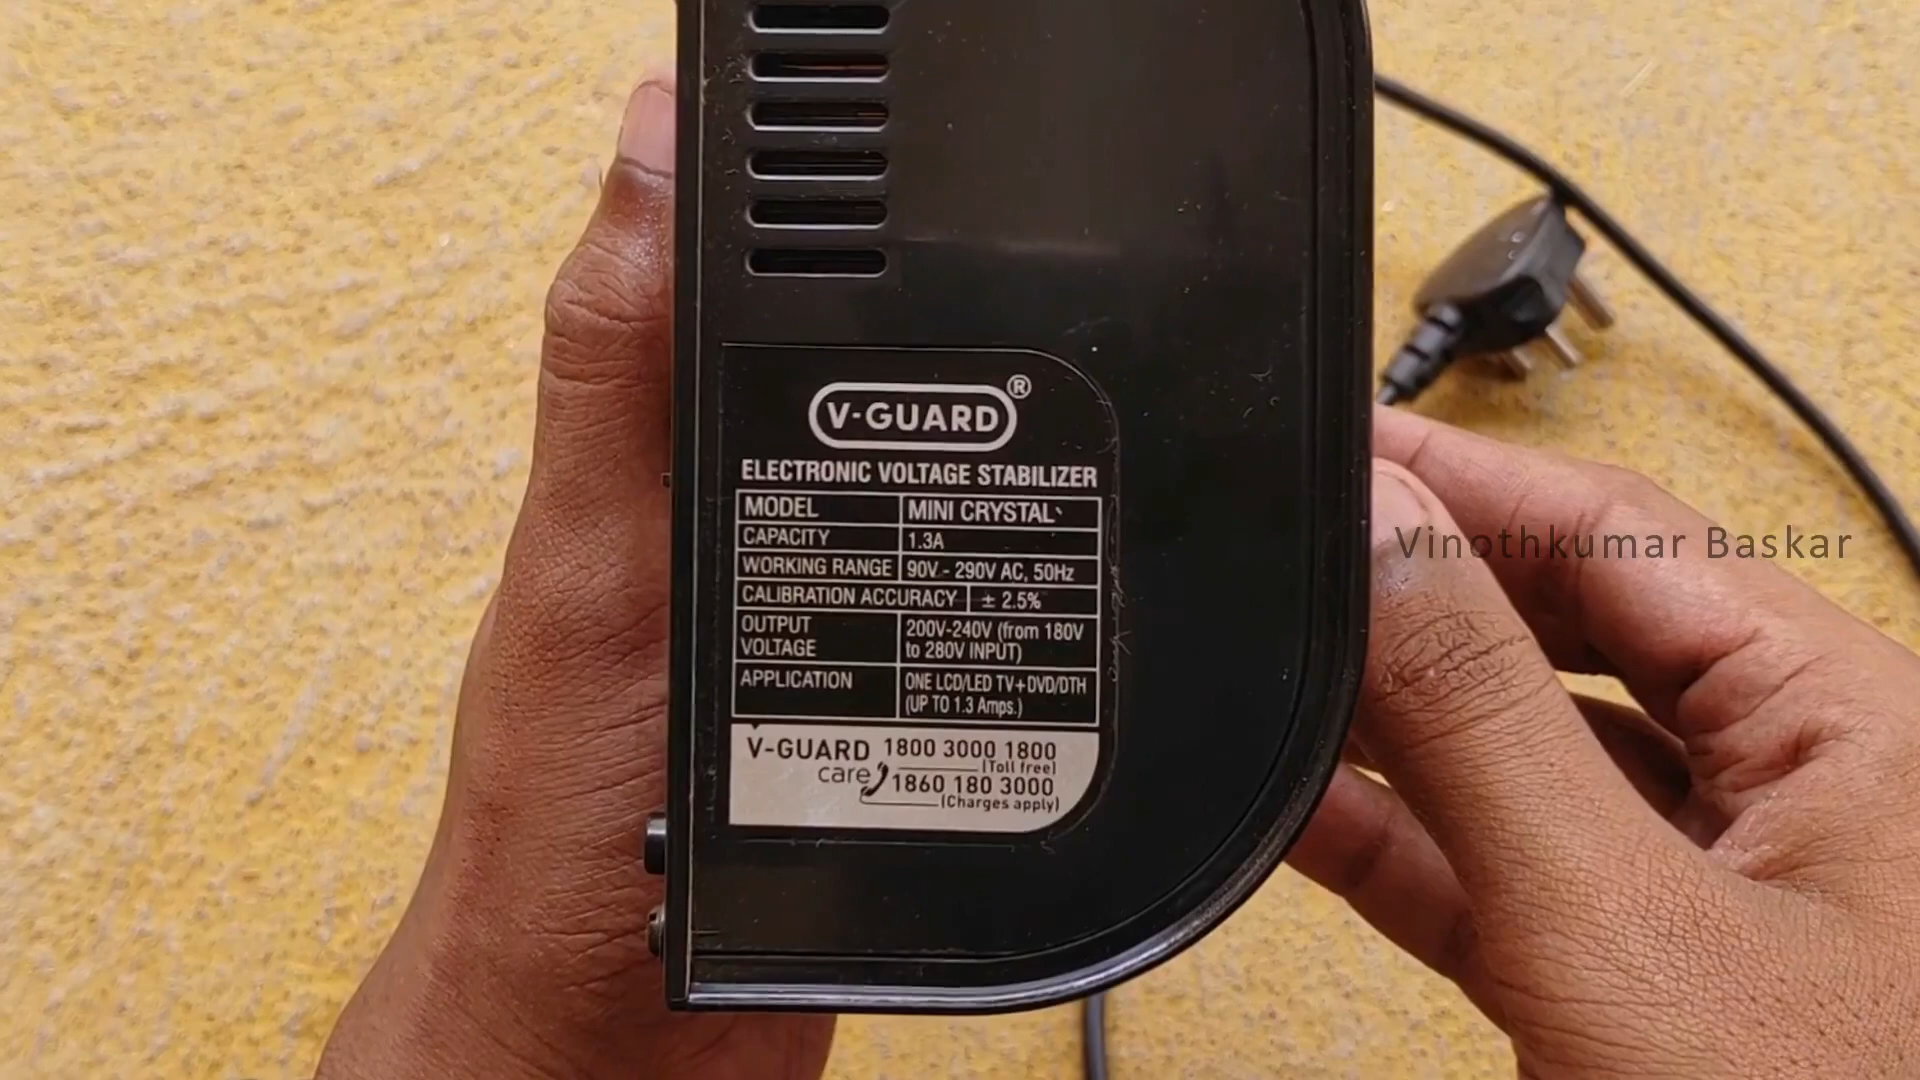 V-GUARD®
ELECTRONIC VOLTAGE STABILIZER
MODEL MINI CRYSTAL
CAPACITY 1.3A
WORKING RANGE 90V - 290V AC, 50Hz
CALIBRATION ACCURACY ± 2.5%
OUTPUT VOLTAGE 200V-240V (from 180V
to 280V INPUT)
APPLICATION ONE LCD/LED TV+DVD/DTH
(UP TO 1.3 Amps.)
V-GUARD care 1800 3000 1800
(Toll free)
1860 180 3000
(Charges apply)
Vinothkumar Baskar